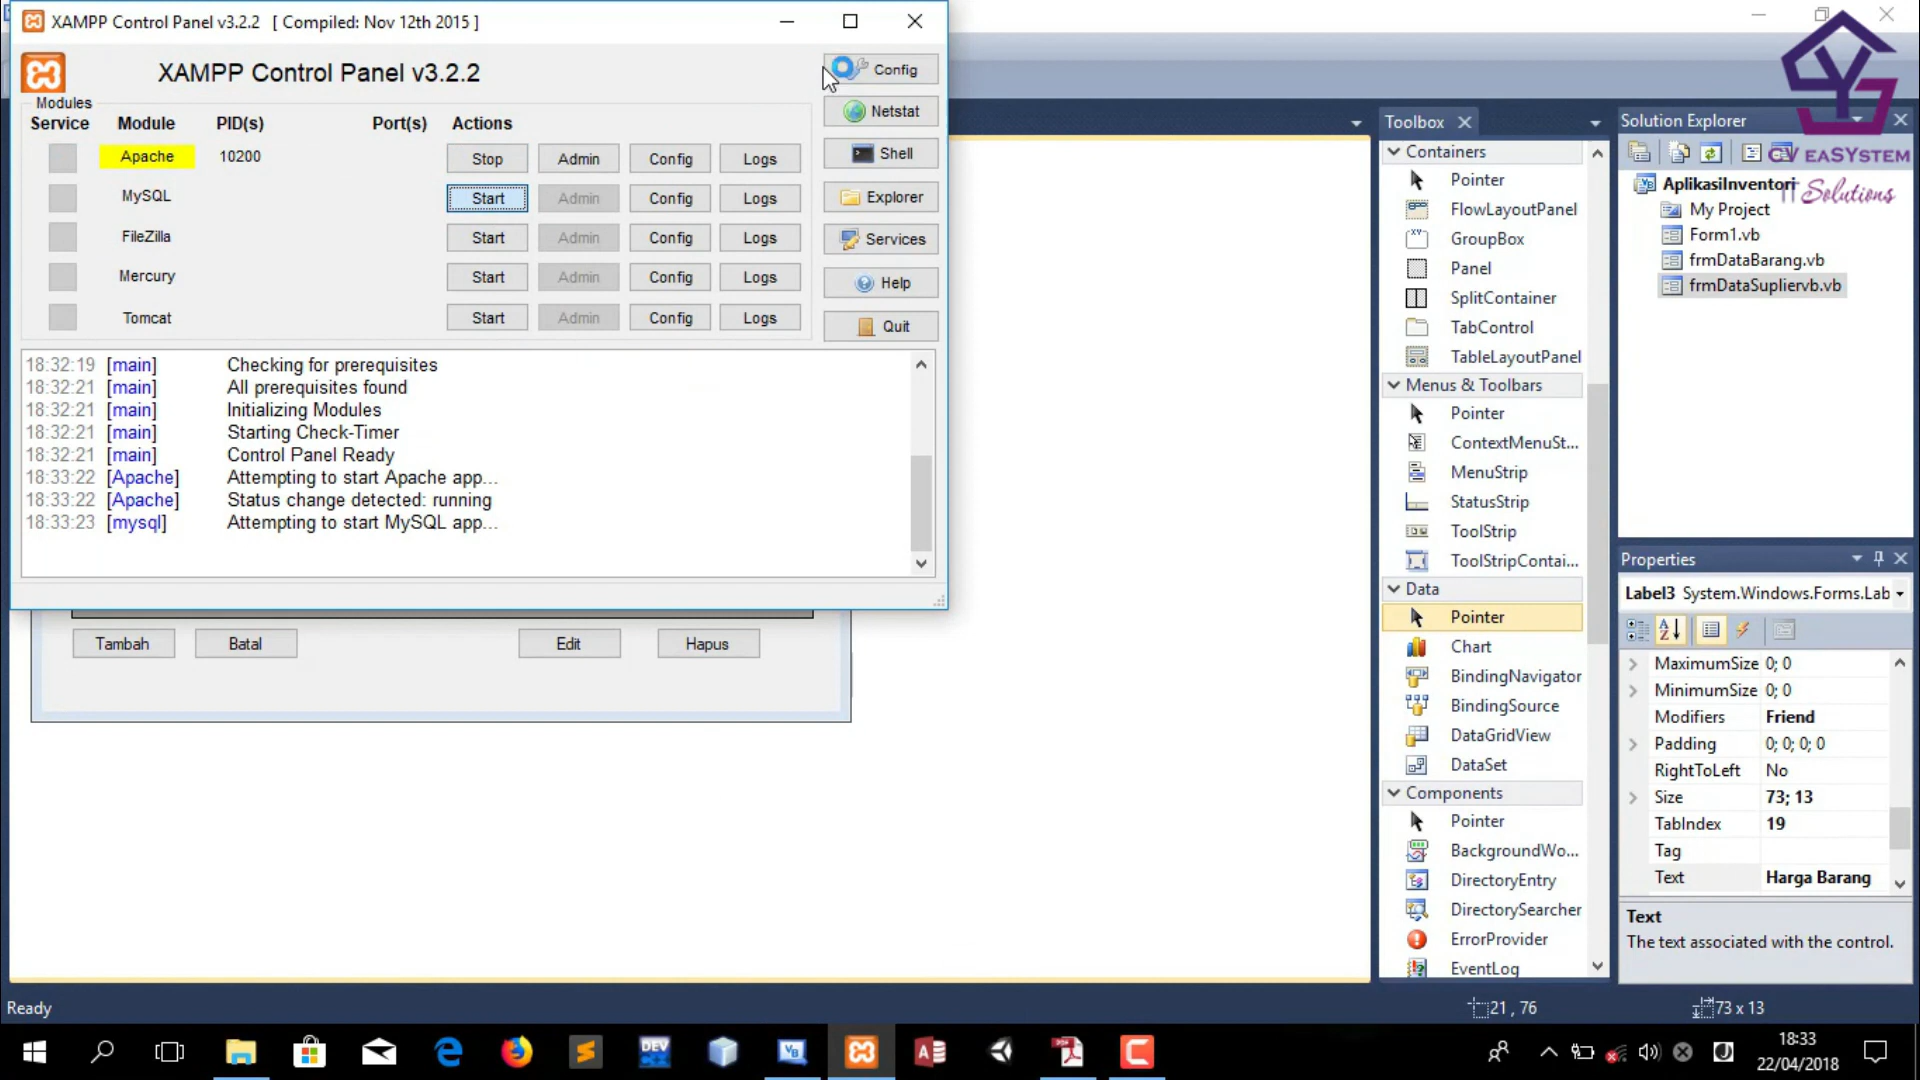 XAMPP Control Panel v3.2.2 [ Compiled: Nov 12th 2015 ]
XAMPP Control Panel v3.2.2
Config
Netstat
Shell
Explorer
Services
Help
Quit
Modules
Service Module PID(s) Port(s) Actions
Apache 10200 Stop Admin Config Logs
MySQL Start Admin Config Logs
FileZilla Start Admin Config Logs
Mercury Start Admin Config Logs
Tomcat Start Admin Config Logs
18:32:19 [main] Checking for prerequisites
18:32:21 [main] All prerequisites found
18:32:21 [main] Initializing Modules
18:32:21 [main] Starting Check-Timer
18:32:21 [main] Control Panel Ready
18:33:22 [Apache] Attempting to start Apache app...
18:33:22 [Apache] Status change detected: running
18:33:23 [mysql] Attempting to start MySQL app...
Tambah Batal Edit Hapus
Toolbox
Containers
Pointer
FlowLayoutPanel
GroupBox
Panel
SplitContainer
TabControl
TableLayoutPanel
Menus & Toolbars
Pointer
ContextMenuSt...
MenuStrip
StatusStrip
ToolStrip
ToolStripContai...
Data
Pointer
Chart
BindingNavigator
BindingSource
DataGridView
DataSet
Components
Pointer
BackgroundWo...
DirectoryEntry
DirectorySearcher
ErrorProvider
EventLog
Solution Explorer
CV EASYSTEM
IT Solutions
AplikasiInventori
My Project
Form1.vb
frmDataBarang.vb
frmDataSupliervb.vb
Properties
Label3 System.Windows.Forms.Lab
MaximumSize 0; 0
MinimumSize 0; 0
Modifiers Friend
Padding 0; 0; 0; 0
RightToLeft No
Size 73; 13
TabIndex 19
Tag
Text Harga Barang
Text
The text associated with the control.
Ready
21 , 76
73 x 13
DEV
VB
PDF
18:33
22/04/2018